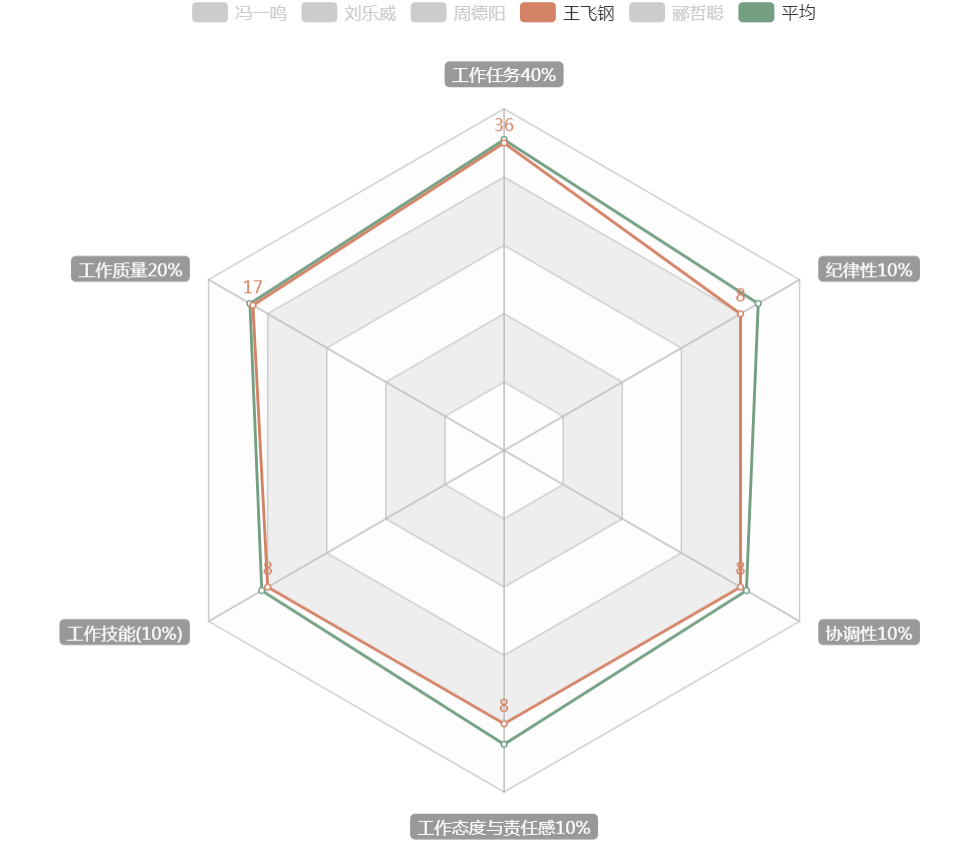 冯一鸣 刘乐威 周德阳 王飞钢 郦哲聪 平均
工作任务40%
36
工作质量20%
纪律性10%
17
8
8
8
工作技能(10%)
协调性10%
8
工作态度与责任感10%